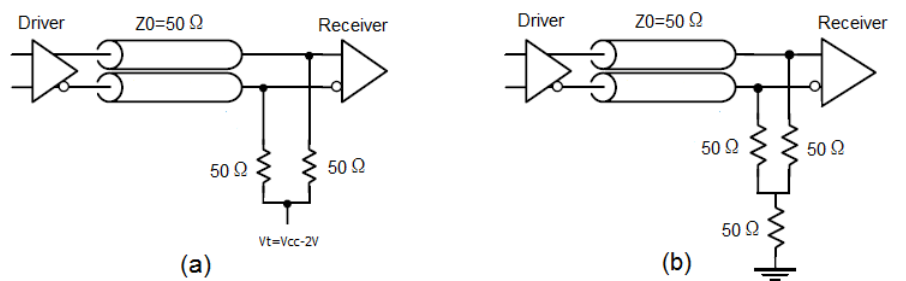 Driver
Z0=50 Ω
Receiver
50 Ω
50 Ω
Vt=Vcc-2V
(a)
Driver
Z0=50 Ω
Receiver
50 Ω
50 Ω
50 Ω
(b)